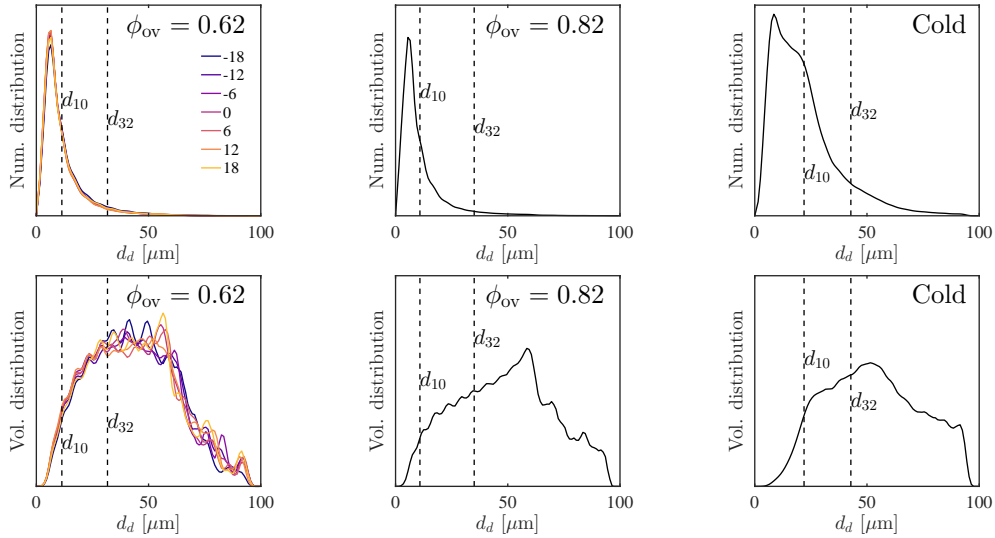 Num. distribution
ϕov = 0.62
-18
-12
-6
0
6
12
18
d10
d32
0
50
100
dd [μm]
Num. distribution
ϕov = 0.82
d10
d32
0
50
100
dd [μm]
Num. distribution
Cold
d10
d32
0
50
100
dd [μm]
Vol. distribution
ϕov = 0.62
d10
d32
0
50
100
dd [μm]
Vol. distribution
ϕov = 0.82
d32
d10
0
50
100
dd [μm]
Vol. distribution
Cold
d10
d32
0
50
100
dd [μm]